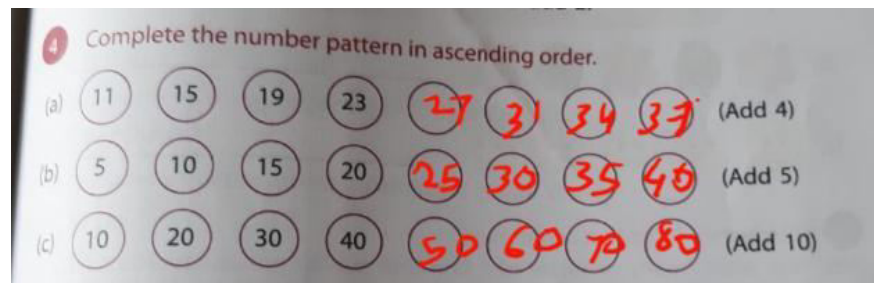 4 Complete the number pattern in ascending order.
(a) 11 15 19 23 27 31 34 37 (Add 4)
(b) 5 10 15 20 25 30 35 40 (Add 5)
(c) 10 20 30 40 50 60 70 80 (Add 10)